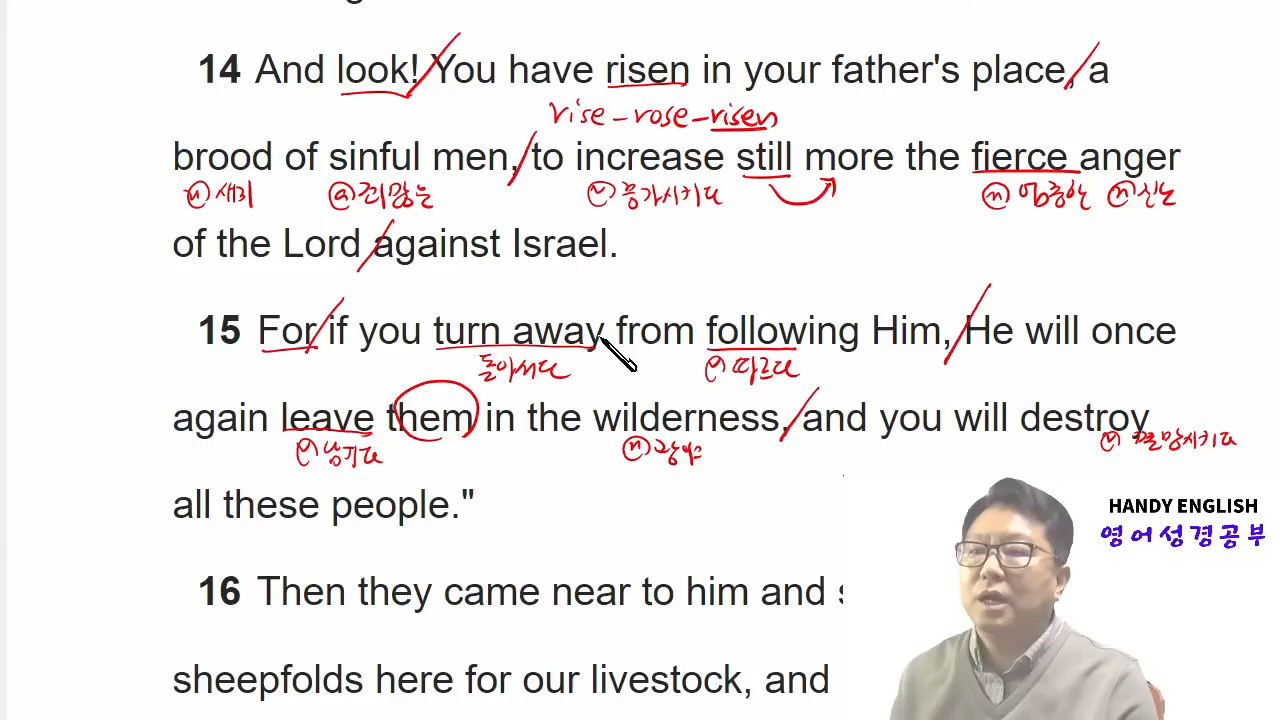 14 And look! You have risen in your father's place, a
rise - rose - risen
brood of sinful men, to increase still more the fierce anger
ⓝ 새끼 ⓐ 죄많은 ⓥ 증가시키다 ⓝ 엄중한 ⓝ 진노
of the Lord against Israel.
15 For if you turn away from following Him, He will once
돌아서다 ⓥ 따르다
again leave them in the wilderness, and you will destroy
ⓥ 남기다 ⓝ 광야 ⓥ 멸망시키다
all these people."
HANDY ENGLISH
영어성경공부
16 Then they came near to him and
sheepfolds here for our livestock, and